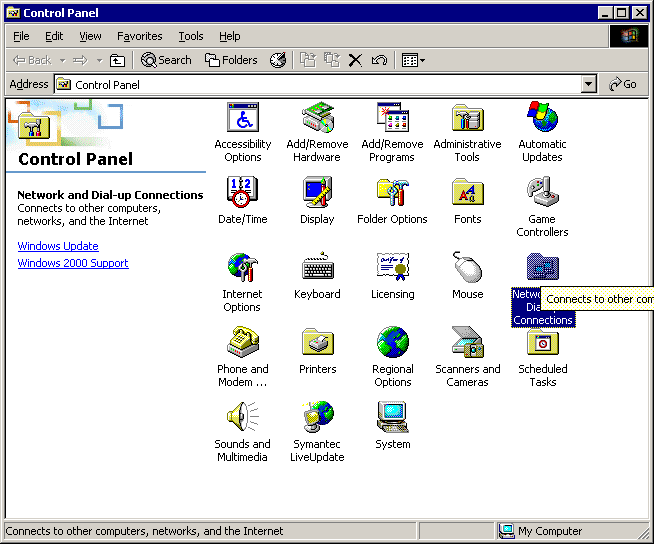 Control Panel
File Edit View Favorites Tools Help
Back Search Folders
Address Control Panel Go
Control Panel
Network and Dial-up Connections
Connects to other computers,
networks, and the Internet
Windows Update
Windows 2000 Support
Accessibility
Options
Add/Remove
Hardware
Add/Remove
Programs
Administrative
Tools
Automatic
Updates
Date/Time
Display
Folder Options
Fonts
Game
Controllers
Internet
Options
Keyboard
Licensing
Mouse
Connects to other com
Connections
Phone and
Modem ...
Printers
Regional
Options
Scanners and
Cameras
Scheduled
Tasks
Sounds and
Multimedia
Symantec
LiveUpdate
System
Connects to other computers, networks, and the Internet
My Computer